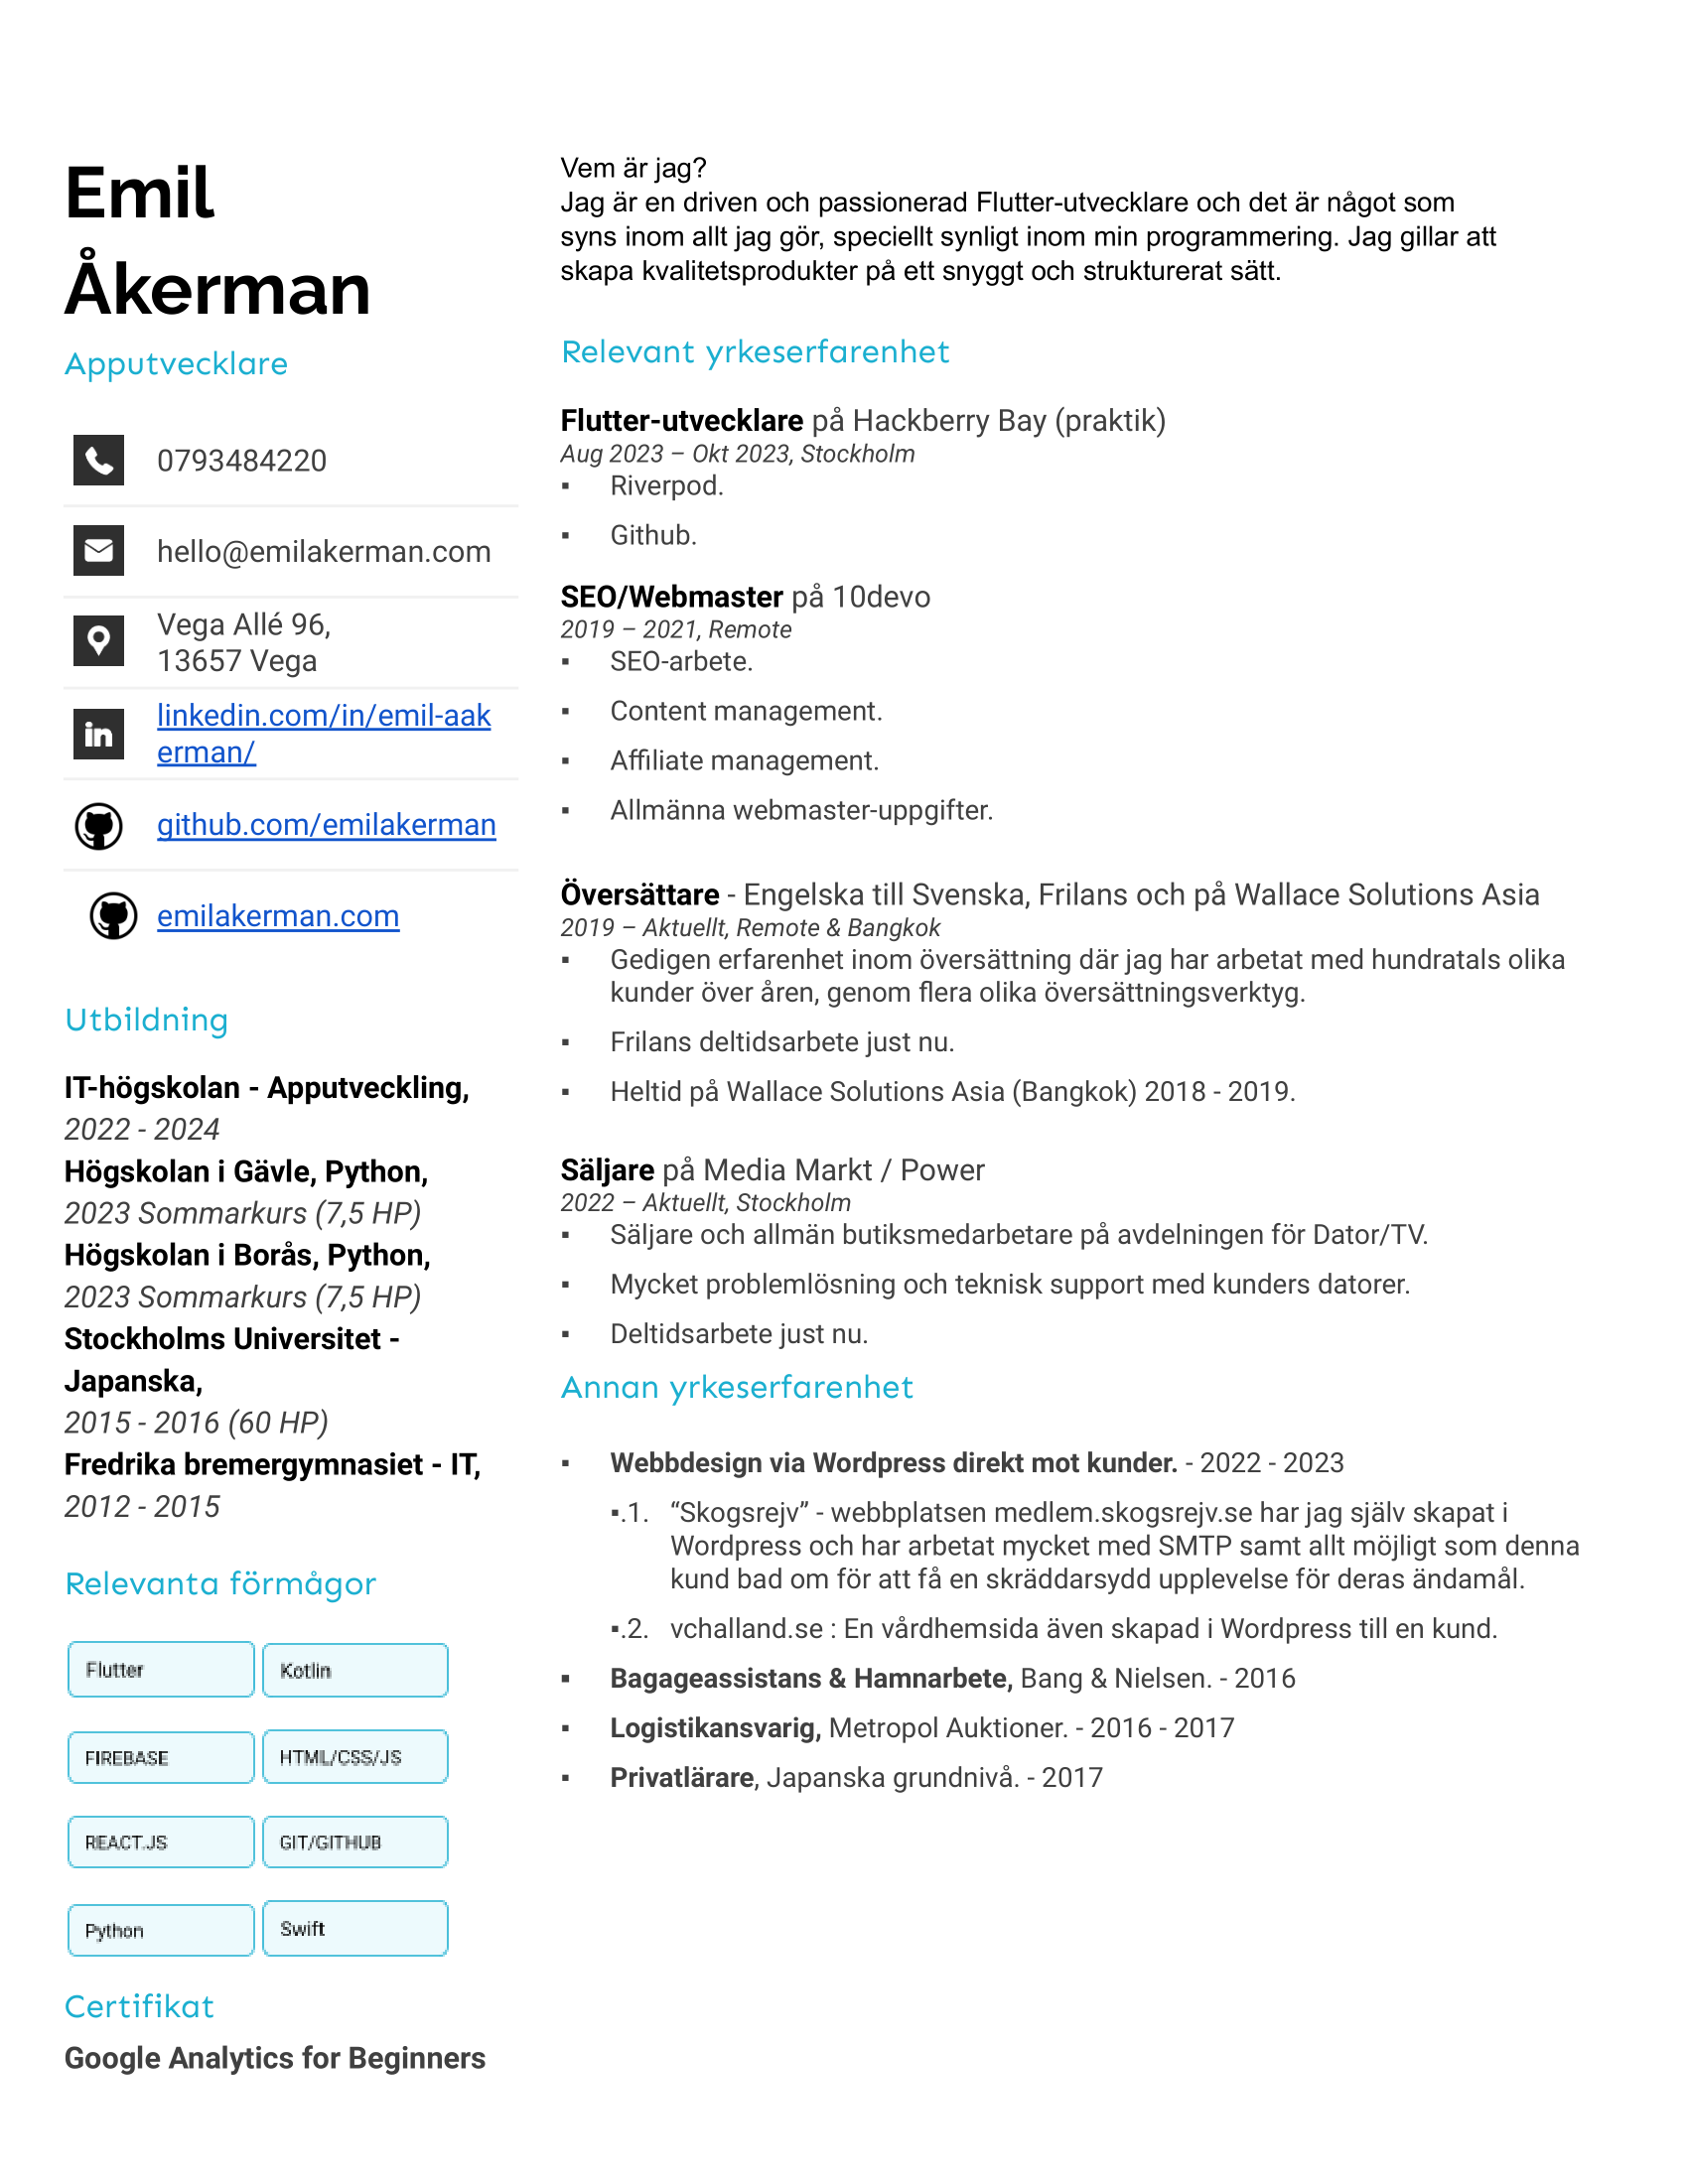 Emil
Åkerman
Apputvecklare
0793484220
hello@emilakerman.com
Vega Allé 96,
13657 Vega
linkedin.com/in/emil-aak
erman/
github.com/emilakerman
emilakerman.com
Utbildning
IT-högskolan - Apputveckling,
2022 - 2024
Högskolan i Gävle, Python,
2023 Sommarkurs (7,5 HP)
Högskolan i Borås, Python,
2023 Sommarkurs (7,5 HP)
Stockholms Universitet -
Japanska,
2015 - 2016 (60 HP)
Fredrika bremergymnasiet - IT,
2012 - 2015
Relevanta förmågor
Flutter
Kotlin
FIREBASE
HTML/CSS/JS
REACT.JS
GIT/GITHUB
Python
Swift
Certifikat
Google Analytics for Beginners
Vem är jag?
Jag är en driven och passionerad Flutter-utvecklare och det är något som
syns inom allt jag gör, speciellt synligt inom min programmering. Jag gillar att
skapa kvalitetsprodukter på ett snyggt och strukturerat sätt.
Relevant yrkeserfarenhet
Flutter-utvecklare på Hackberry Bay (praktik)
Aug 2023 – Okt 2023, Stockholm
▪ Riverpod.
▪ Github.
SEO/Webmaster på 10devo
2019 – 2021, Remote
▪ SEO-arbete.
▪ Content management.
▪ Affiliate management.
▪ Allmänna webmaster-uppgifter.
Översättare - Engelska till Svenska, Frilans och på Wallace Solutions Asia
2019 – Aktuellt, Remote & Bangkok
▪ Gedigen erfarenhet inom översättning där jag har arbetat med hundratals olika
kunder över åren, genom flera olika översättningsverktyg.
▪ Frilans deltidsarbete just nu.
▪ Heltid på Wallace Solutions Asia (Bangkok) 2018 - 2019.
Säljare på Media Markt / Power
2022 – Aktuellt, Stockholm
▪ Säljare och allmän butiksmedarbetare på avdelningen för Dator/TV.
▪ Mycket problemlösning och teknisk support med kunders datorer.
▪ Deltidsarbete just nu.
Annan yrkeserfarenhet
▪ Webbdesign via Wordpress direkt mot kunder. - 2022 - 2023
▪.1. “Skogsrejv” - webbplatsen medlem.skogsrejv.se har jag själv skapat i
Wordpress och har arbetat mycket med SMTP samt allt möjligt som denna
kund bad om för att få en skräddarsydd upplevelse för deras ändamål.
▪.2. vchalland.se : En vårdhemsida även skapad i Wordpress till en kund.
▪ Bagageassistans & Hamnarbete, Bang & Nielsen. - 2016
▪ Logistikansvarig, Metropol Auktioner. - 2016 - 2017
▪ Privatlärare, Japanska grundnivå. - 2017